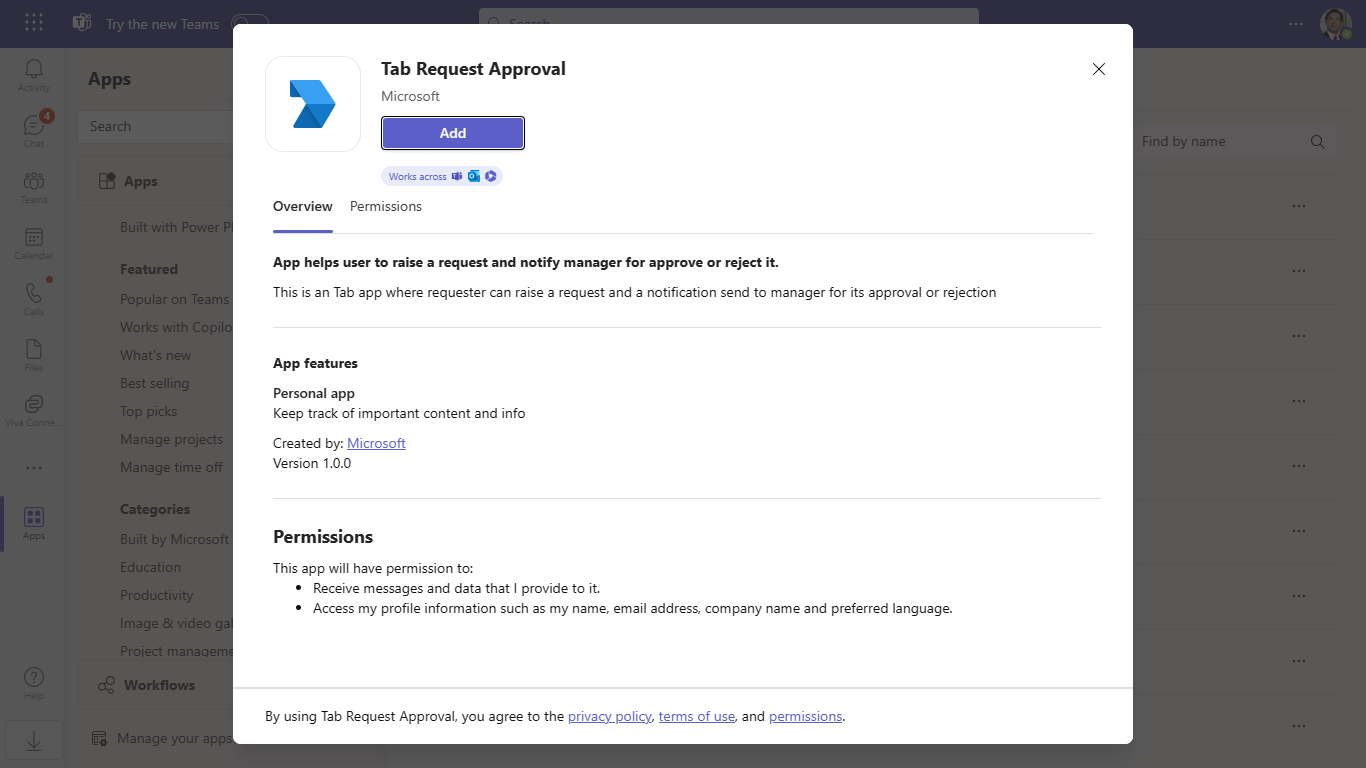 Try the new Teams
Search
Activity
Chat
4
Teams
Calendar
Calls
Files
Viva Conne...
Apps
Help
Apps
Search
Apps
Built with Power Pl
Featured
Popular on Teams
Works with Copilo
What's new
Best selling
Top picks
Manage projects
Manage time off
Categories
Built by Microsoft
Education
Productivity
Image & video gal
Project manageme
Workflows
Manage your apps
Find by name
Tab Request Approval
Microsoft
Add
Works across
Overview Permissions
App helps user to raise a request and notify manager for approve or reject it.
This is an Tab app where requester can raise a request and a notification send to manager for its approval or rejection
App features
Personal app
Keep track of important content and info
Created by: Microsoft
Version 1.0.0
Permissions
This app will have permission to:
• Receive messages and data that I provide to it.
• Access my profile information such as my name, email address, company name and preferred language.
By using Tab Request Approval, you agree to the privacy policy, terms of use, and permissions.